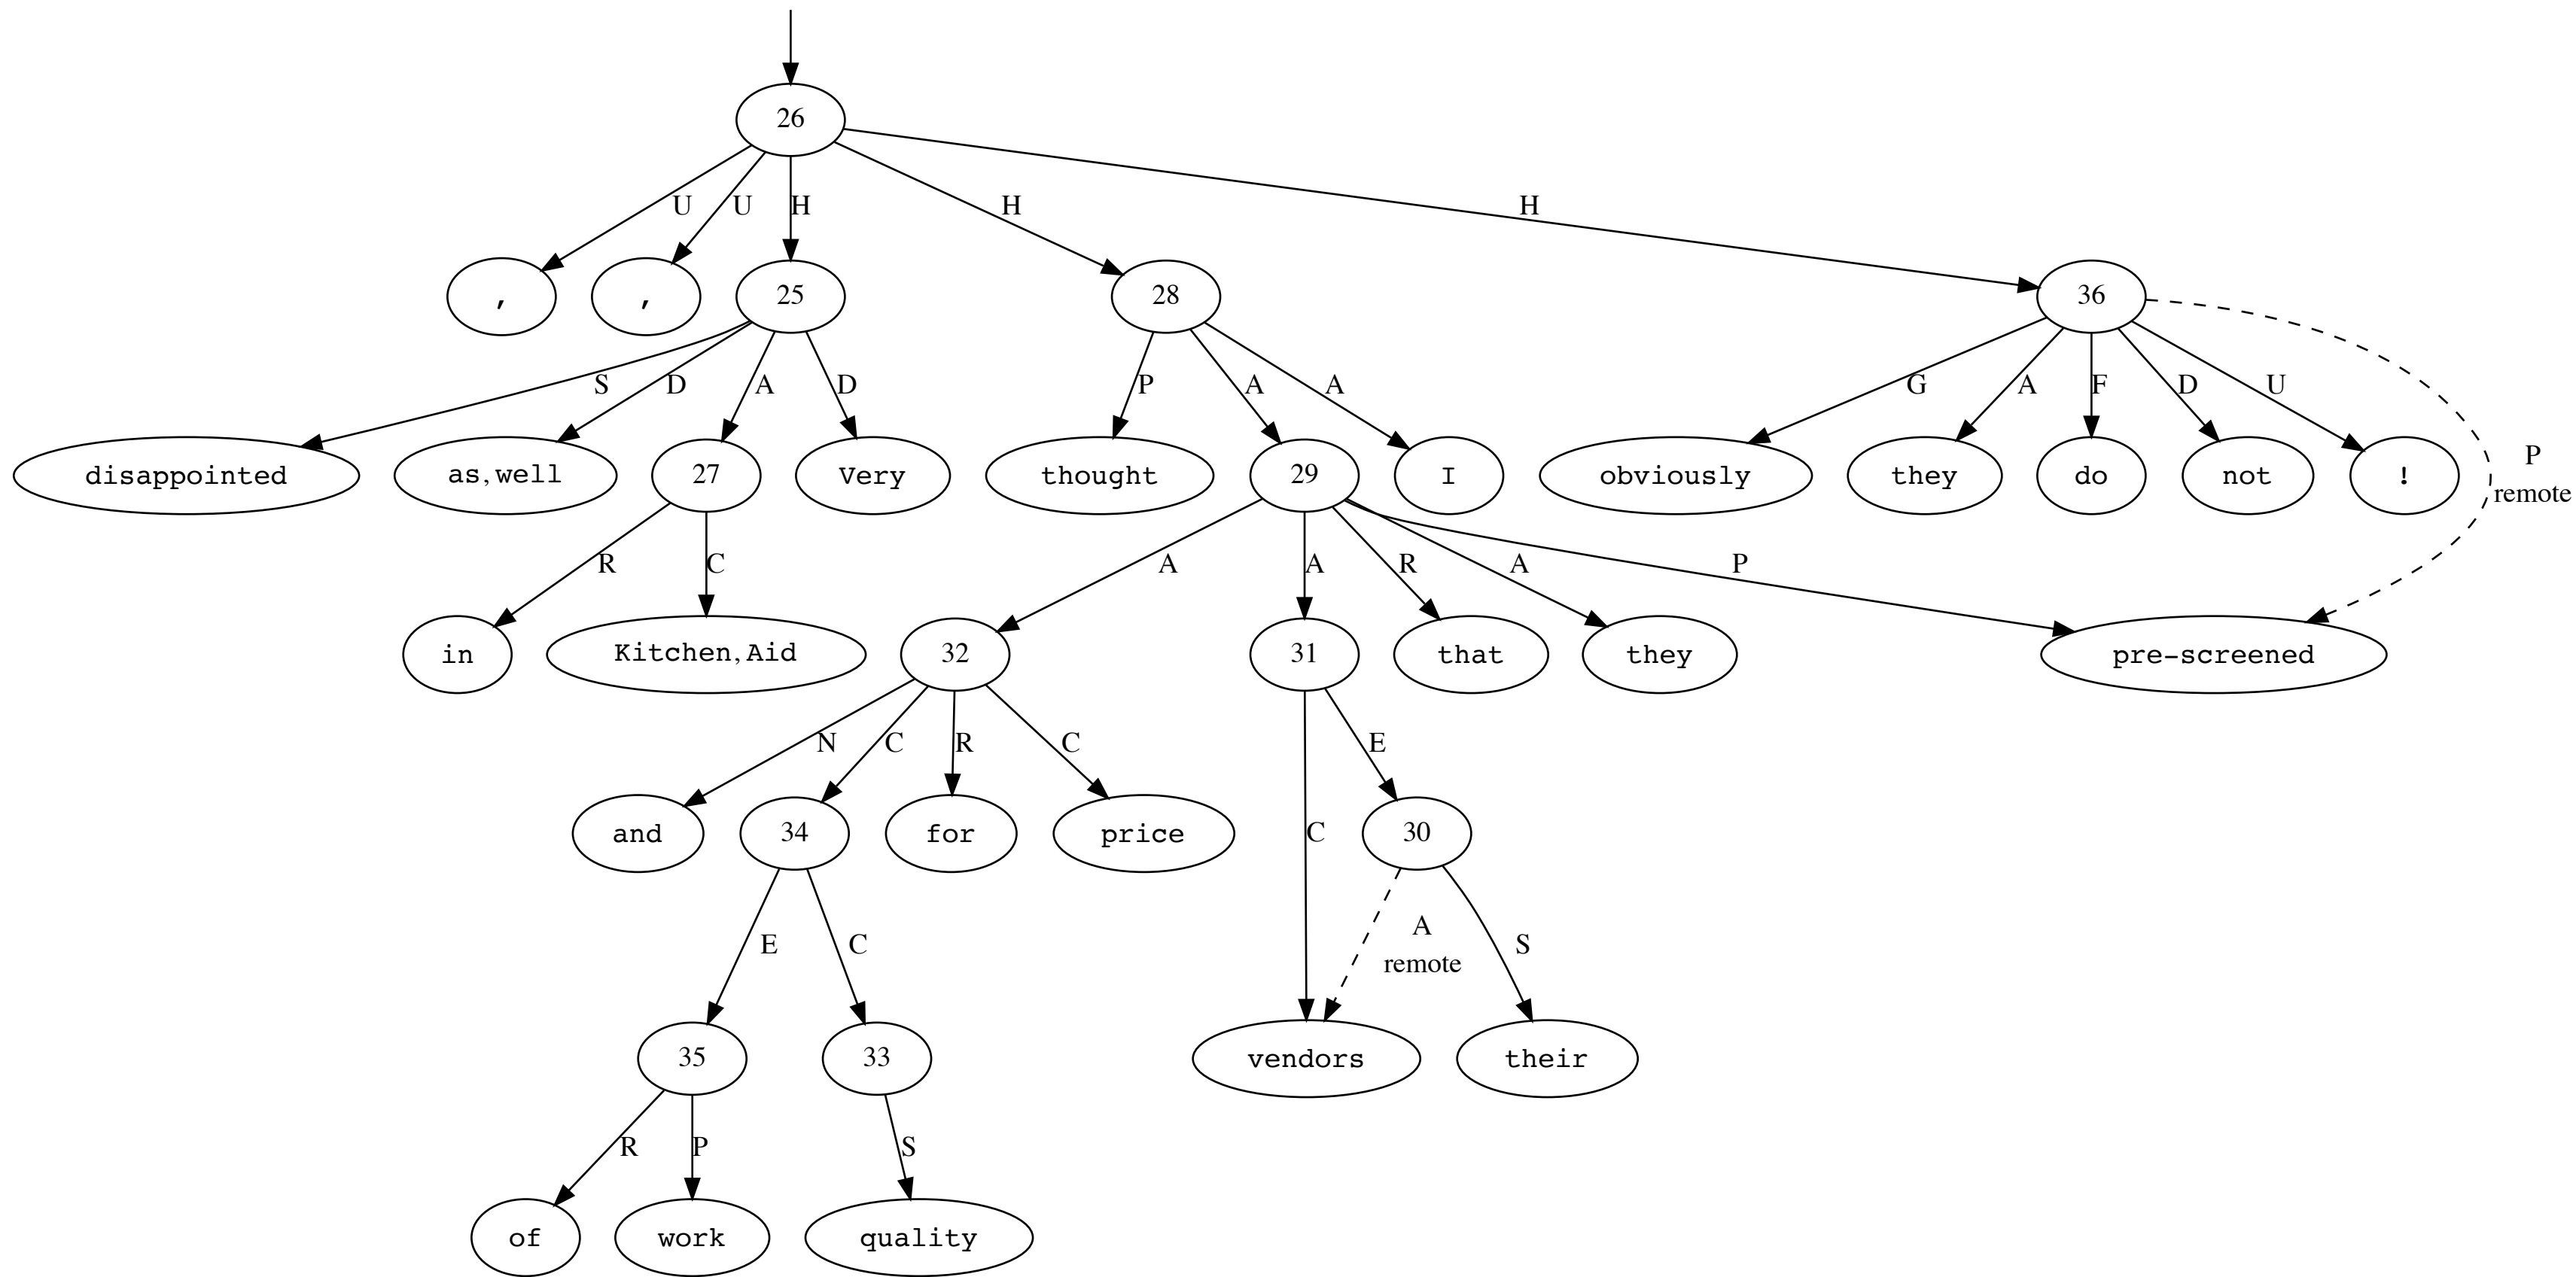 26
U U H H H
, , 25 28 36
S D A D P A A G A F D U P
remote
disappointed as,well 27 Very thought 29 I obviously they do not !
R C A A R A P
in Kitchen,Aid 32 31 that they pre-screened
N C R C C E
and 34 for price 30
E C A S
remote
35 33 vendors their
R P S
of work quality